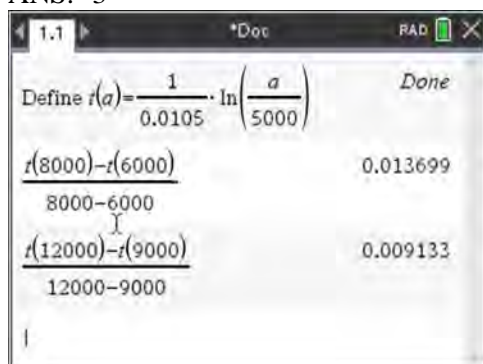 ANS: 3
1.1 *Doc RAD
Define t(a)=1/0.0105·ln(a/5000) Done
t(8000)−t(6000)/8000−6000 0.013699
t(12000)−t(9000)/12000−9000 0.009133